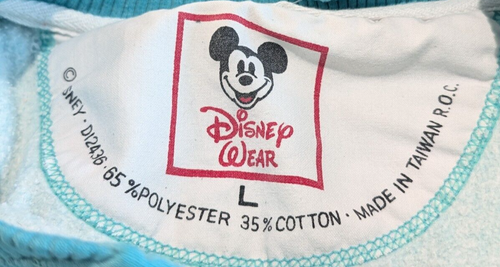 DISNEY
WEAR
L
© SNEY · D12436 · 65 % POLYESTER 35% COTTON · MADE IN TAIWAN R.O.C.